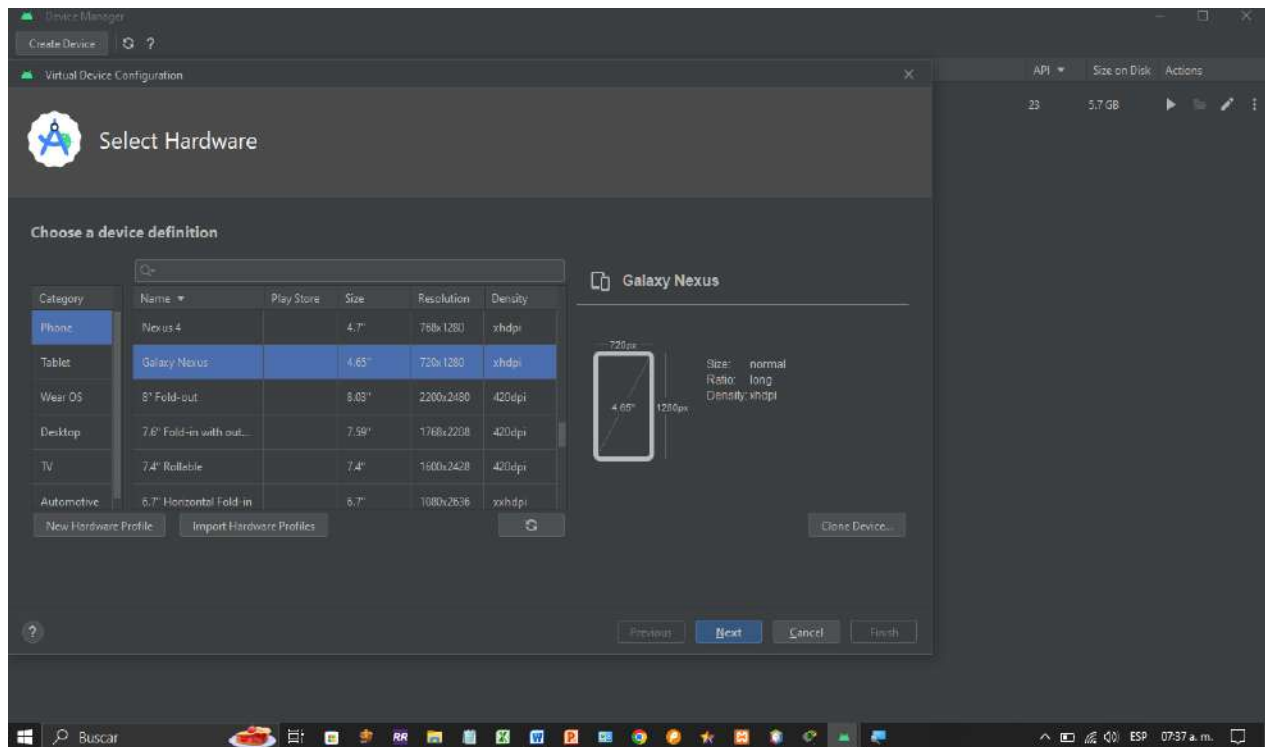 Device Manager
Create Device ?
Virtual Device Configuration
API Size on Disk Actions
23 5.7 GB
Select Hardware
Choose a device definition
Galaxy Nexus
Category Name Play Store Size Resolution Density
Phone Nexus 4 4.7" 768x1280 xhdpi
Tablet Galaxy Nexus 4.65" 720x1280 xhdpi
Wear OS 8" Fold-out 8.03" 2200x2480 420dpi
Desktop 7.6" Fold-in with out... 7.59" 1768x2208 420dpi
TV 7.4" Rollable 7.4" 1600x2428 420dpi
Automotive 6.7" Horizontal Fold-in 6.7" 1080x2636 xxhdpi
720px
4.65" 1280px
Size: normal
Ratio: long
Density: xhdpi
New Hardware Profile Import Hardware Profiles Clone Device...
? Previous Next Cancel Finish
Buscar RR ESP 07:37 a. m.